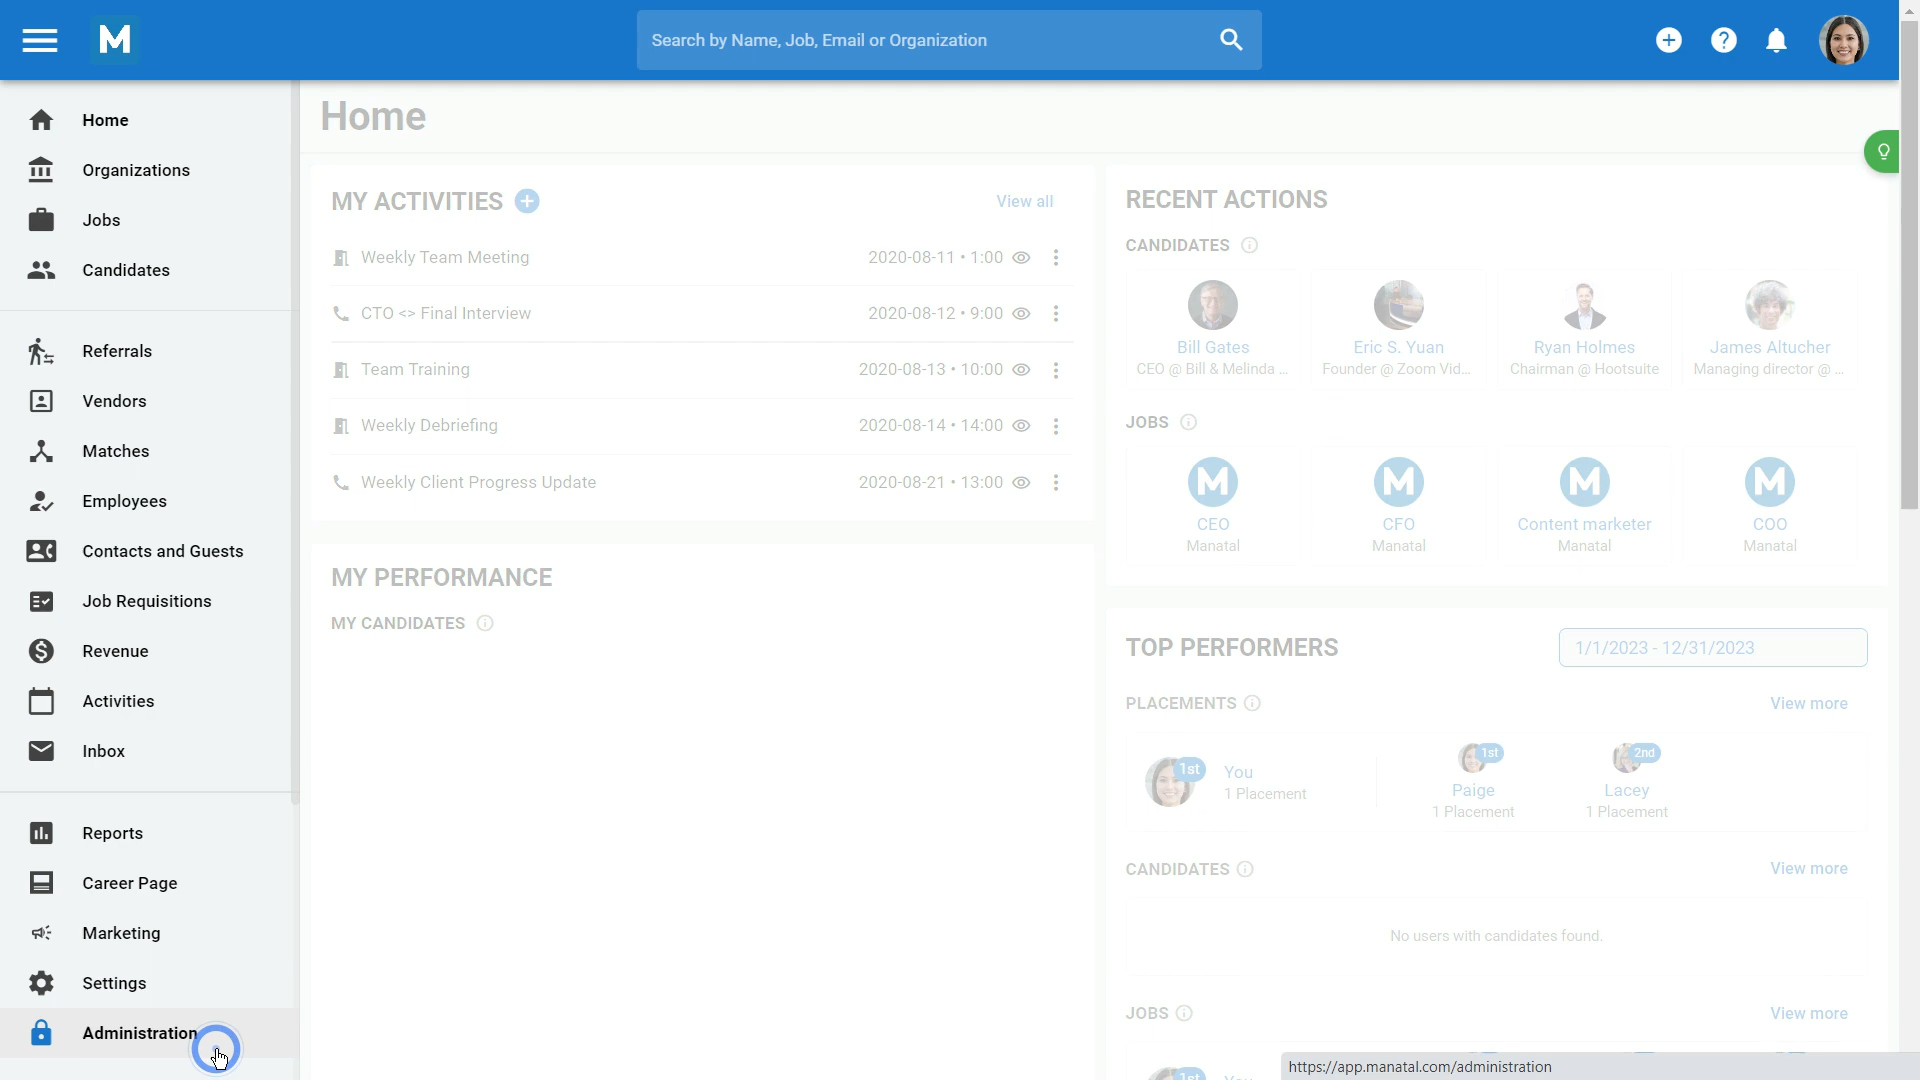 M
Search by Name, Job, Email or Organization
Home
Organizations
Jobs
Candidates
Referrals
Vendors
Matches
Employees
Contacts and Guests
Job Requisitions
Revenue
Activities
Inbox
Reports
Career Page
Marketing
Settings
Administration
Home
MY ACTIVITIES
View all
Weekly Team Meeting 2020-08-11 • 1:00
CTO <> Final Interview 2020-08-12 • 9:00
Team Training 2020-08-13 • 10:00
Weekly Debriefing 2020-08-14 • 14:00
Weekly Client Progress Update 2020-08-21 • 13:00
MY PERFORMANCE
MY CANDIDATES
RECENT ACTIONS
CANDIDATES
Bill Gates Eric S. Yuan Ryan Holmes James Altucher
CEO @ Bill & Melinda ... Founder @ Zoom Vid... Chairman @ Hootsuite Managing director @ ...
JOBS
M M M M
CEO CFO Content marketer COO
Manatal Manatal Manatal Manatal
TOP PERFORMERS 1/1/2023 - 12/31/2023
PLACEMENTS View more
1st You 1st 2nd
1 Placement Paige Lacey
1 Placement 1 Placement
CANDIDATES View more
No users with candidates found.
JOBS View more
1st You
https://app.manatal.com/administration